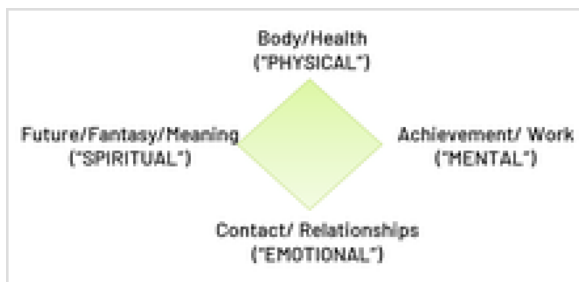 Body/Health
("PHYSICAL")
Future/Fantasy/Meaning
("SPIRITUAL")
Achievement/ Work
("MENTAL")
Contact/ Relationships
("EMOTIONAL")